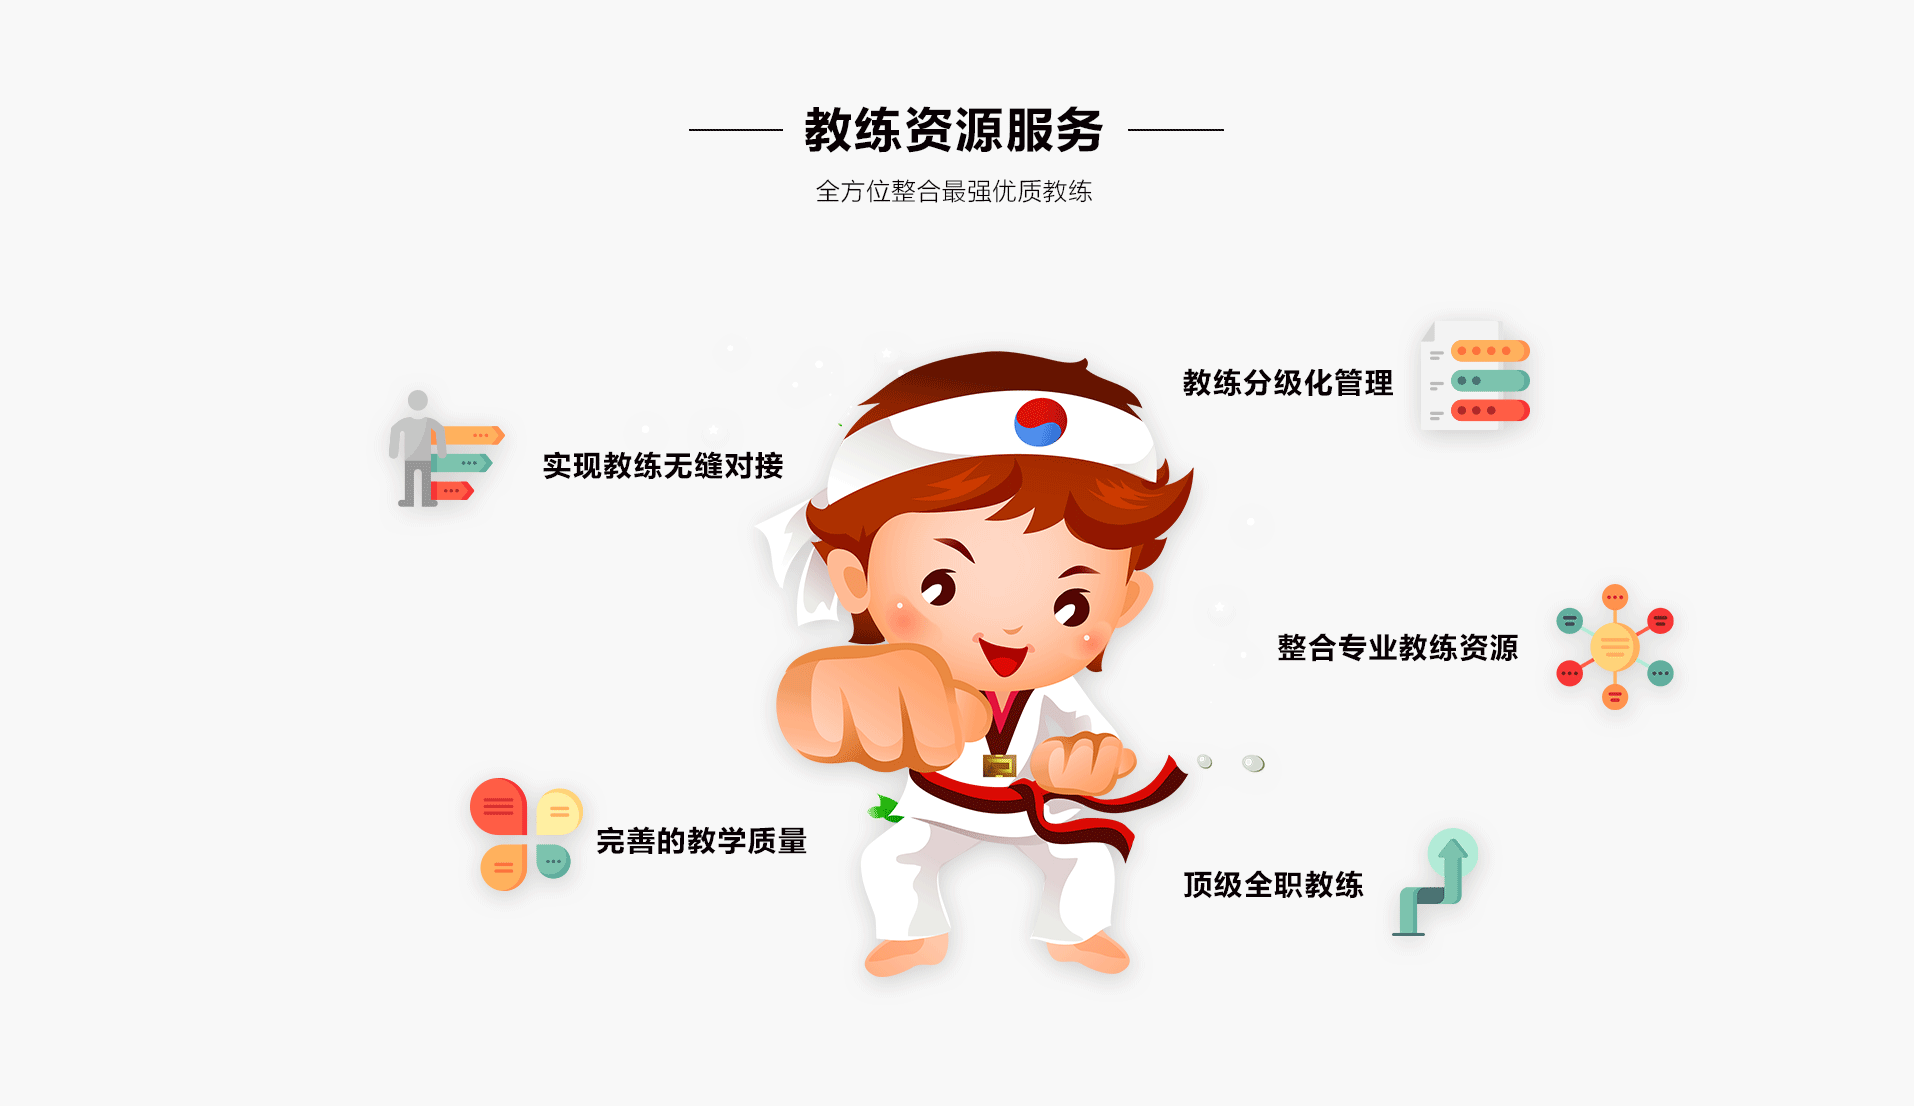 教练资源服务
全方位整合最强优质教练
教练分级化管理
实现教练无缝对接
整合专业教练资源
完善的教学质量
顶级全职教练